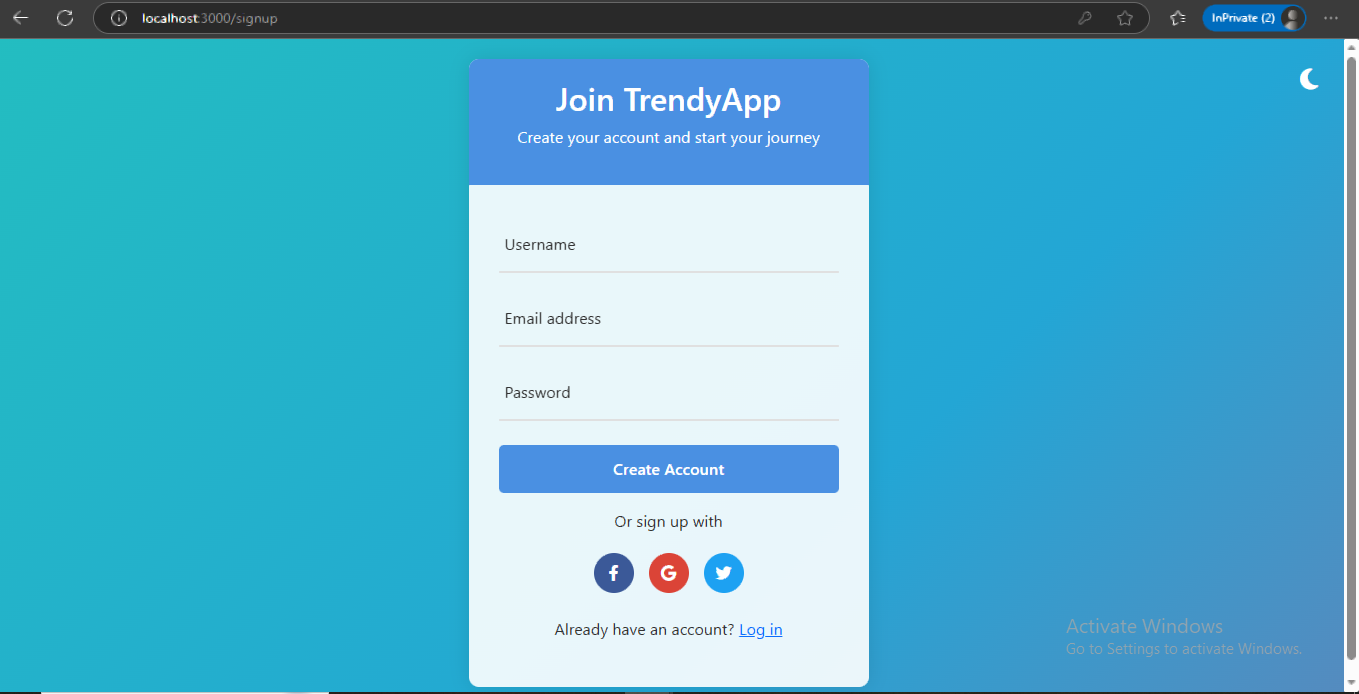 localhost:3000/signup
InPrivate (2)
Join TrendyApp
Create your account and start your journey
Username
Email address
Password
Create Account
Or sign up with
f
G
Already have an account? Log in
Activate Windows
Go to Settings to activate Windows.